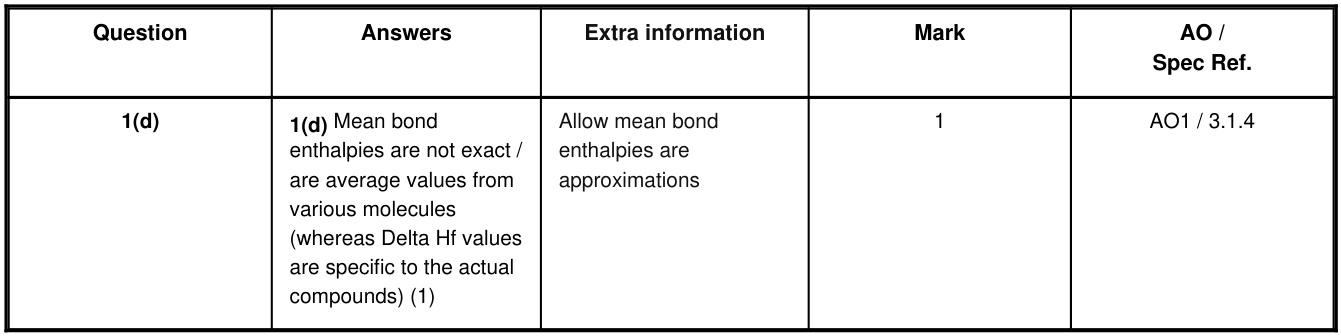 Question
Answers
Extra information
Mark
AO /
Spec Ref.
1(d)
1(d) Mean bond
enthalpies are not exact /
are average values from
various molecules
(whereas Delta Hf values
are specific to the actual
compounds) (1)
Allow mean bond
enthalpies are
approximations
1
AO1 / 3.1.4